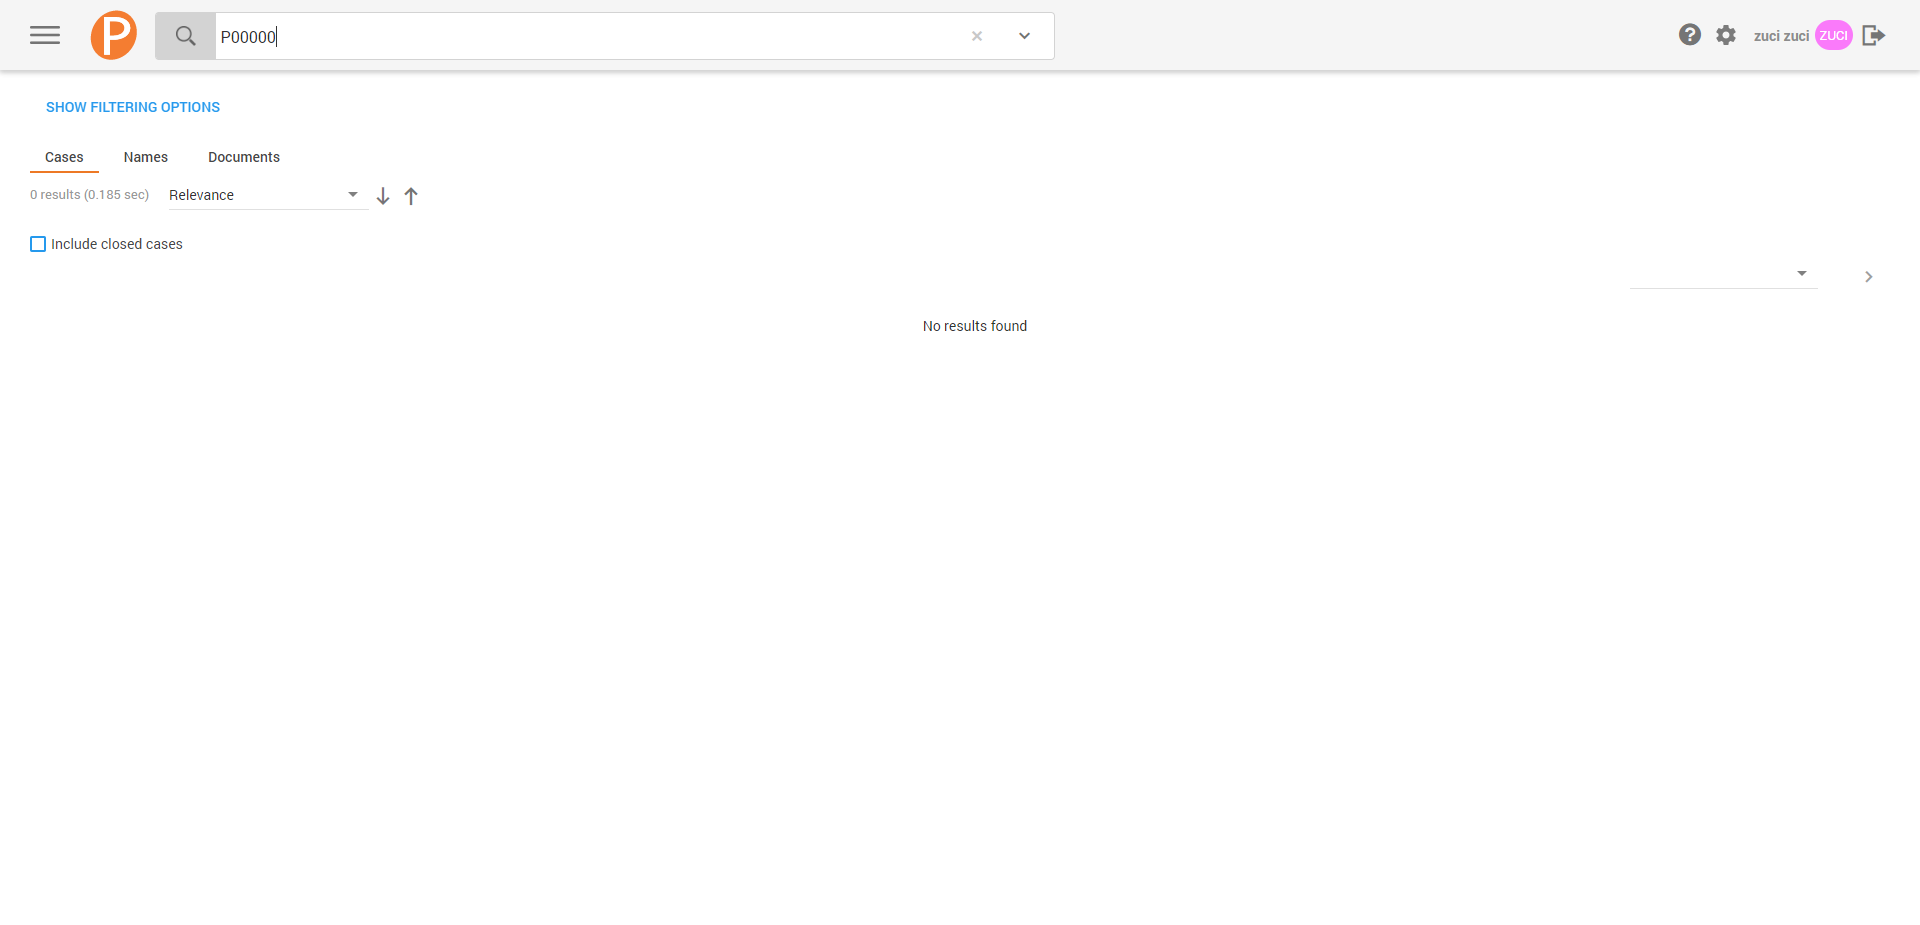 P
P00000
zuci zuci
ZUCI
SHOW FILTERING OPTIONS
Cases Names Documents
0 results (0.185 sec) Relevance
Include closed cases
No results found